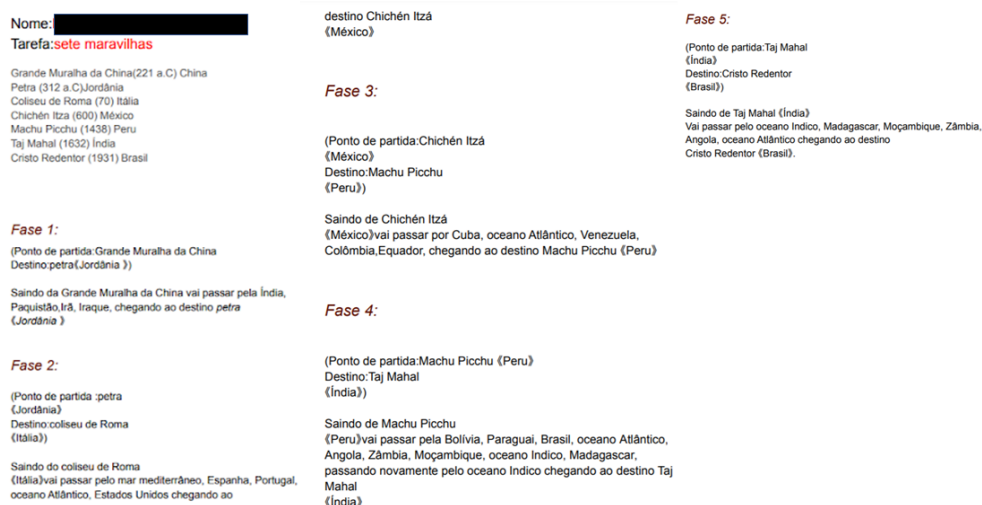 Nome:
Tarefa:sete maravilhas
Grande Muralha da China(221 a.C) China
Petra (312 a.C)Jordânia
Coliseu de Roma (70) Itália
Chichén Itza (600) México
Machu Picchu (1438) Peru
Taj Mahal (1632) Índia
Cristo Redentor (1931) Brasil
Fase 1:
(Ponto de partida:Grande Muralha da China
Destino:petra《Jordânia 》)
Saindo da Grande Muralha da China vai passar pela Índia,
Paquistão,Irã, Iraque, chegando ao destino petra
《Jordânia 》
Fase 2:
(Ponto de partida :petra
《Jordânia》
Destino:coliseu de Roma
《Itália》)
Saindo do coliseu de Roma
《Itália》vai passar pelo mar mediterrâneo, Espanha, Portugal,
oceano Atlântico, Estados Unidos chegando ao
destino Chichén Itzá
《México》
Fase 3:
(Ponto de partida:Chichén Itzá
《México》
Destino:Machu Picchu
《Peru》)
Saindo de Chichén Itzá
《México》vai passar por Cuba, oceano Atlântico, Venezuela,
Colômbia,Equador, chegando ao destino Machu Picchu《Peru》
Fase 4:
(Ponto de partida:Machu Picchu《Peru》
Destino:Taj Mahal
《Índia》)
Saindo de Machu Picchu
《Peru》vai passar pela Bolívia, Paraguai, Brasil, oceano Atlântico,
Angola, Zâmbia, Moçambique, oceano Indico, Madagascar,
passando novamente pelo oceano Indico chegando ao destino Taj
Mahal
《Índia》
Fase 5:
(Ponto de partida:Taj Mahal
《Índia》
Destino:Cristo Redentor
《Brasil》)
Saindo de Taj Mahal《Índia》
Vai passar pelo oceano Indico, Madagascar, Moçambique, Zâmbia,
Angola, oceano Atlântico chegando ao destino
Cristo Redentor《Brasil》.